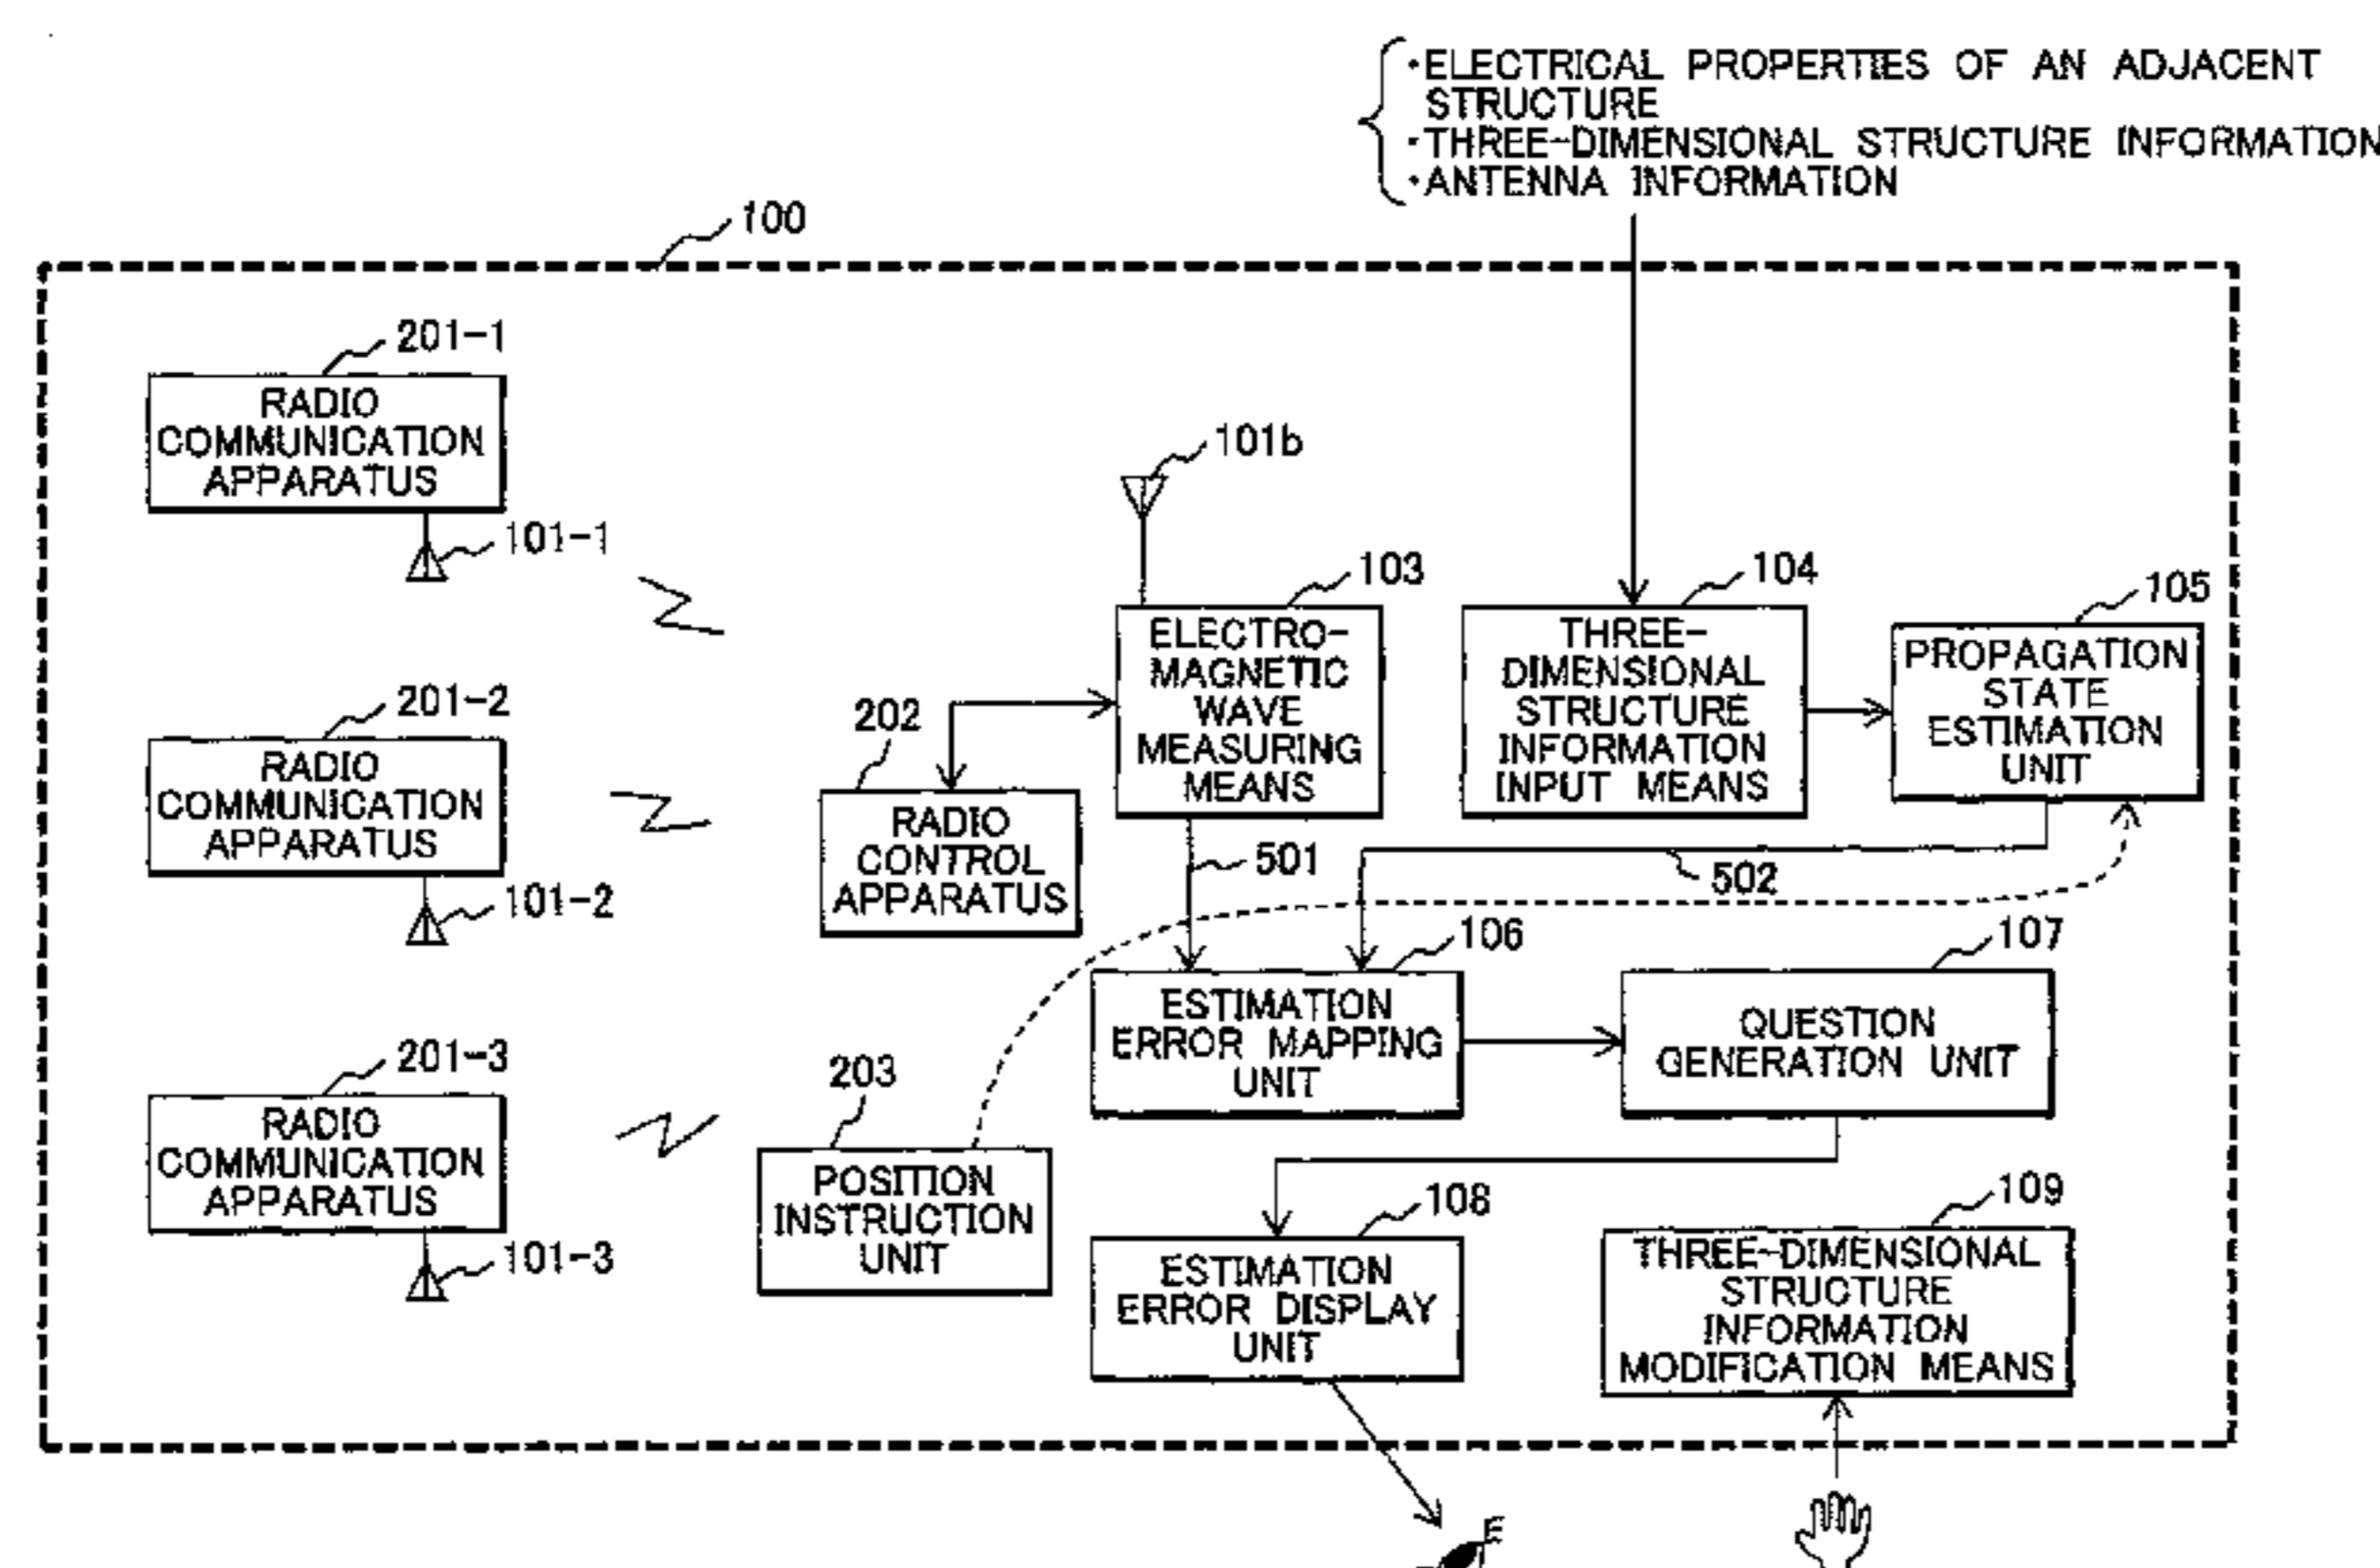 ・ELECTRICAL PROPERTIES OF AN ADJACENT
STRUCTURE
・THREE-DIMENSIONAL STRUCTURE INFORMATION
・ANTENNA INFORMATION
100
201-1
RADIO
COMMUNICATION
APPARATUS
101-1
101b
103
ELECTRO-
MAGNETIC
WAVE
MEASURING
MEANS
104
THREE-
DIMENSIONAL
STRUCTURE
INFORMATION
INPUT MEANS
105
PROPAGATION
STATE
ESTIMATION
UNIT
201-2
RADIO
COMMUNICATION
APPARATUS
101-2
202
RADIO
CONTROL
APPARATUS
501
502
106
ESTIMATION
ERROR MAPPING
UNIT
107
QUESTION
GENERATION UNIT
201-3
RADIO
COMMUNICATION
APPARATUS
101-3
203
POSITION
INSTRUCTION
UNIT
108
ESTIMATION
ERROR DISPLAY
UNIT
109
THREE-DIMENSIONAL
STRUCTURE
INFORMATION
MODIFICATION MEANS